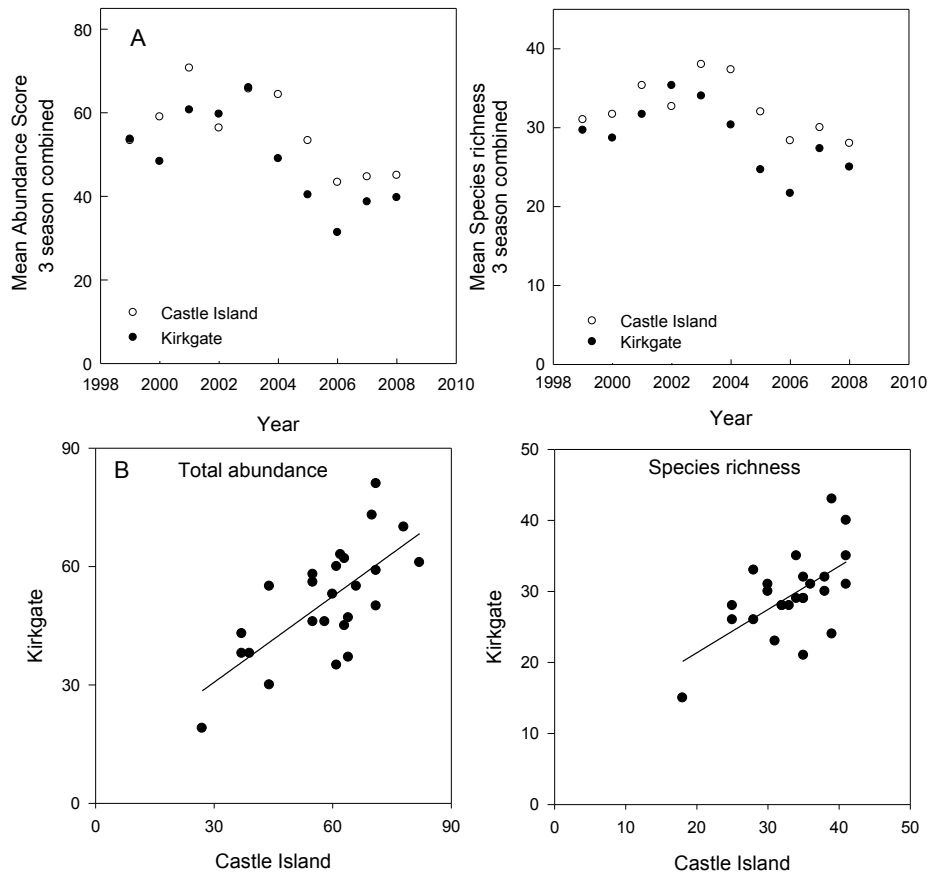 A
Mean Abundance Score
3 season combined
80
60
40
20
0
Castle Island
Kirkgate
1998 2000 2002 2004 2006 2008 2010
Year
Mean Species richness
3 season combined
40
30
20
10
0
Castle Island
Kirkgate
1998 2000 2002 2004 2006 2008 2010
Year
B
Total abundance
Kirkgate
90
60
30
0
0 30 60 90
Castle Island
Species richness
Kirkgate
50
40
30
20
10
0
0 10 20 30 40 50
Castle Island